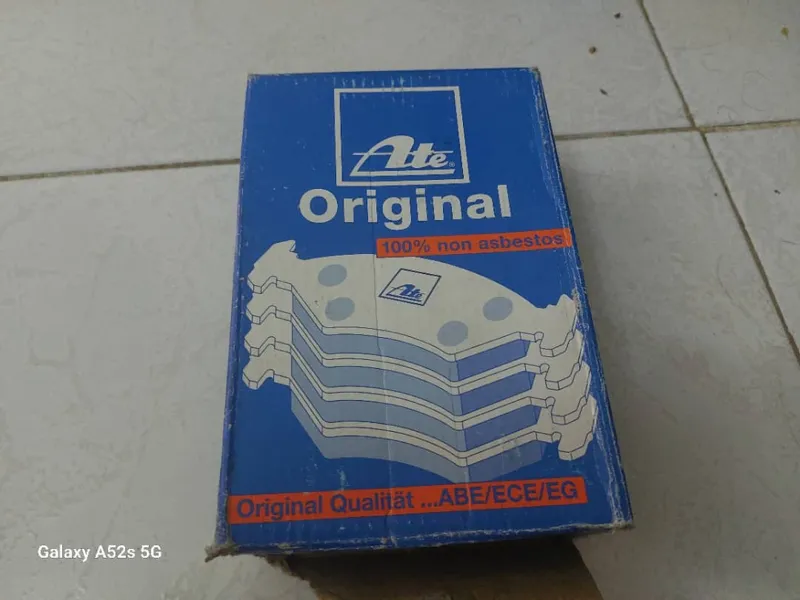 Ate®
Original
100% non asbestos
Ate
Original Qualität ...ABE/ECE/EG
Galaxy A52s 5G